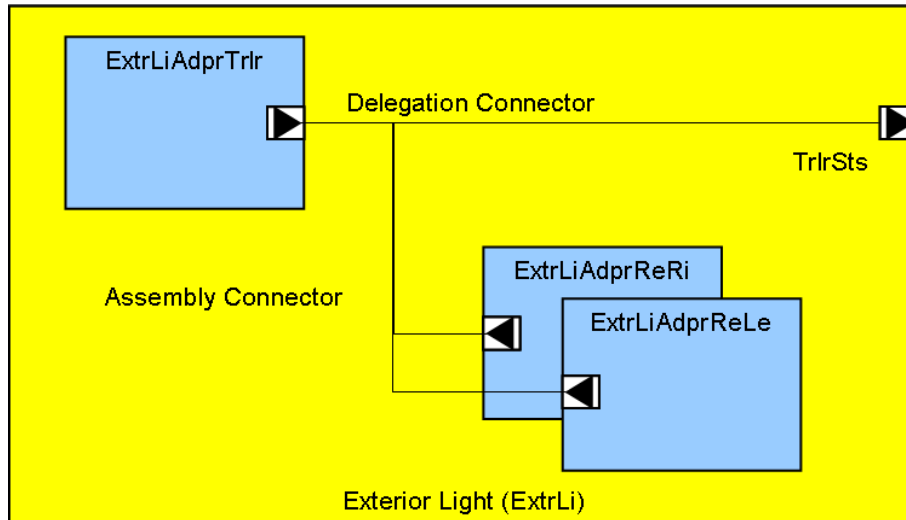 ExtrLiAdprTrlr
Delegation Connector
TrlrSts
ExtrLiAdprReRi
Assembly Connector
ExtrLiAdprReLe
Exterior Light (ExtrLi)